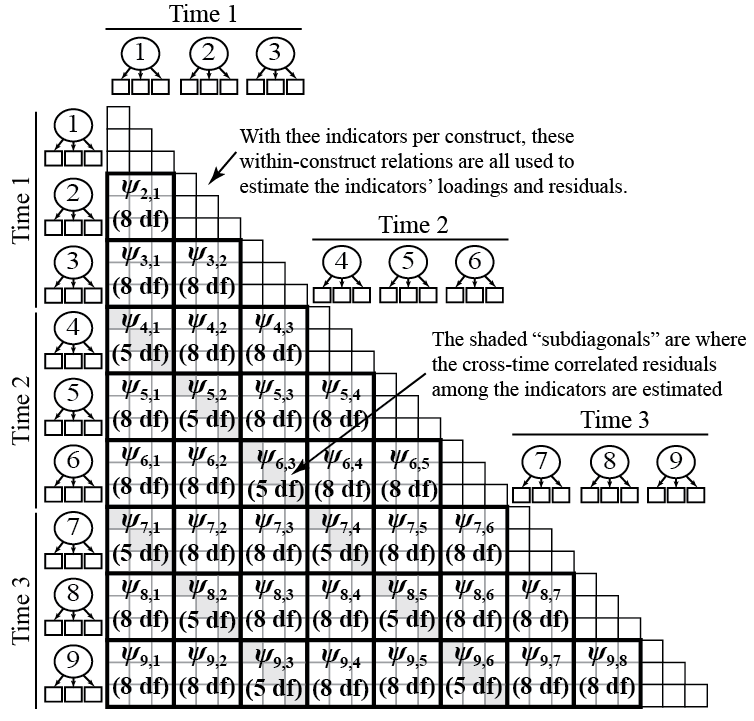 Time 1
1 2 3
Time 1
1
With thee indicators per construct, these
within-construct relations are all used to
estimate the indicators’ loadings and residuals.
2
ψ2,1
(8 df)
Time 2
3
ψ3,1 ψ3,2
(8 df) (8 df)
4 5 6
Time 2
4
ψ4,1 ψ4,2 ψ4,3
(5 df) (8 df) (8 df)
The shaded “subdiagonals” are where
the cross-time correlated residuals
among the indicators are estimated
5
ψ5,1 ψ5,2 ψ5,3 ψ5,4
(8 df) (5 df) (8 df) (8 df)
Time 3
6
ψ6,1 ψ6,2 ψ6,3 ψ6,4 ψ6,5
(8 df) (8 df) (5 df) (8 df) (8 df)
7 8 9
Time 3
7
ψ7,1 ψ7,2 ψ7,3 ψ7,4 ψ7,5 ψ7,6
(5 df) (8 df) (8 df) (5 df) (8 df) (8 df)
8
ψ8,1 ψ8,2 ψ8,3 ψ8,4 ψ8,5 ψ8,6 ψ8,7
(8 df) (5 df) (8 df) (8 df) (5 df) (8 df) (8 df)
9
ψ9,1 ψ9,2 ψ9,3 ψ9,4 ψ9,5 ψ9,6 ψ9,7 ψ9,8
(8 df) (8 df) (5 df) (8 df) (8 df) (5 df) (8 df) (8 df)